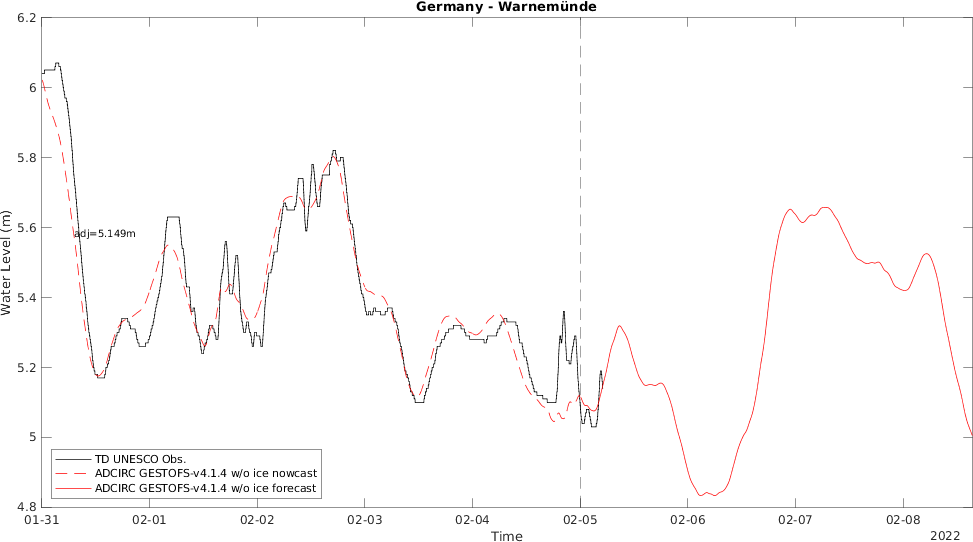 Germany - Warnemünde
Water Level (m)
6.2
6
5.8
5.6
5.4
5.2
5
4.8
adj=5.149m
TD UNESCO Obs.
ADCIRC GESTOFS-v4.1.4 w/o ice nowcast
ADCIRC GESTOFS-v4.1.4 w/o ice forecast
01-31 02-01 02-02 02-03 02-04 02-05 02-06 02-07 02-08
Time
2022